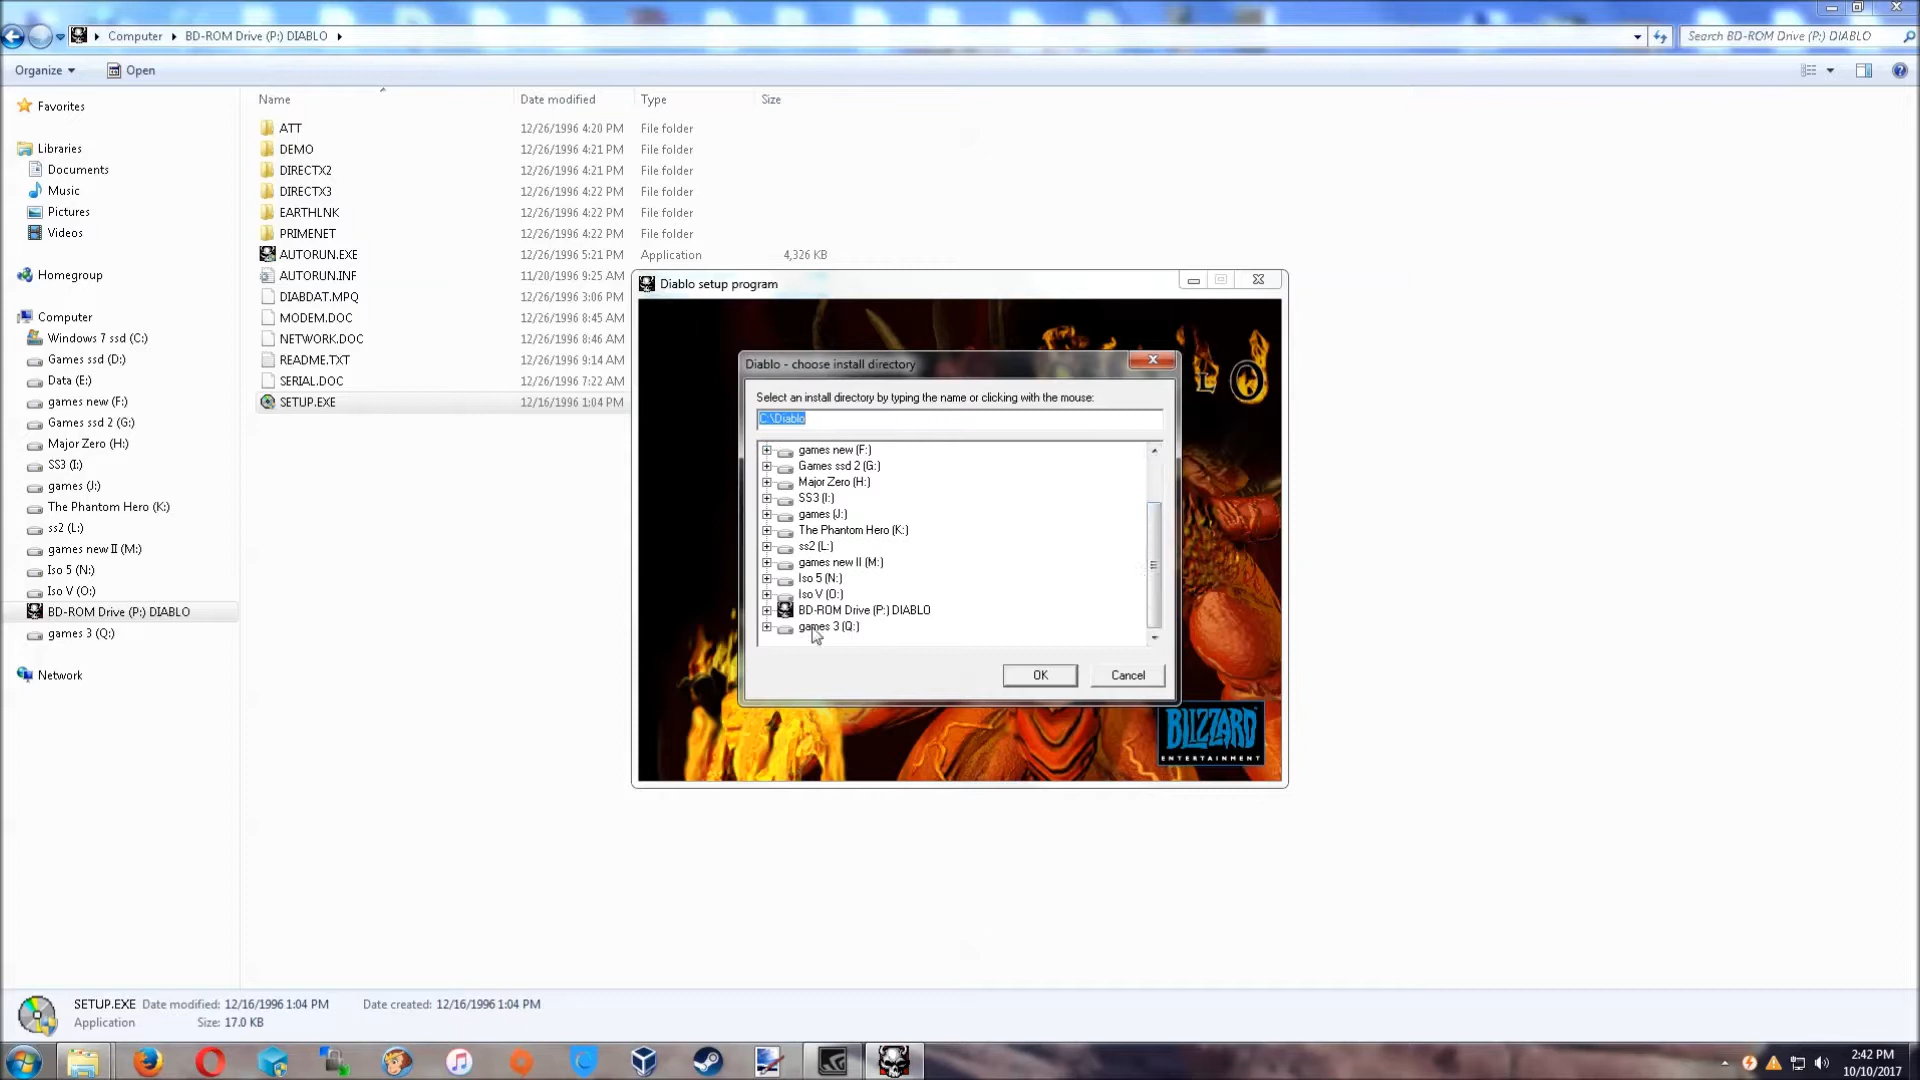 Computer
BD-ROM Drive (P:) DIABLO
Search BD-ROM Drive (P:) DIABLO
Organize
Open
Name
Date modified
Type
Size
Favorites
Libraries
Documents
Music
Pictures
Videos
Homegroup
Computer
Windows 7 ssd (C:)
Games ssd (D:)
Data (E:)
games new (F:)
Games ssd 2 (G:)
Major Zero (H:)
SS3 (I:)
games (J:)
The Phantom Hero (K:)
ss2 (L:)
games new II (M:)
Iso 5 (N:)
Iso V (O:)
BD-ROM Drive (P:) DIABLO
games 3 (Q:)
Network
ATT 12/26/1996 4:20 PM File folder
DEMO 12/26/1996 4:21 PM File folder
DIRECTX2 12/26/1996 4:21 PM File folder
DIRECTX3 12/26/1996 4:22 PM File folder
EARTHLNK 12/26/1996 4:22 PM File folder
PRIMENET 12/26/1996 4:22 PM File folder
AUTORUN.EXE 12/26/1996 5:21 PM Application 4,326 KB
AUTORUN.INF 11/20/1996 9:25 AM
DIABDAT.MPQ 12/26/1996 3:06 PM
MODEM.DOC 12/26/1996 8:45 AM
NETWORK.DOC 12/26/1996 8:46 AM
README.TXT 12/26/1996 9:14 AM
SERIAL.DOC 12/26/1996 7:22 AM
SETUP.EXE 12/16/1996 1:04 PM
Diablo setup program
L O
Diablo - choose install directory
Select an install directory by typing the name or clicking with the mouse:
C:\Diablo
games new (F:)
Games ssd 2 (G:)
Major Zero (H:)
SS3 (I:)
games (J:)
The Phantom Hero (K:)
ss2 (L:)
games new II (M:)
Iso 5 (N:)
Iso V (O:)
BD-ROM Drive (P:) DIABLO
games 3 (Q:)
OK
Cancel
BLIZZARD
ENTERTAINMENT
SETUP.EXE Date modified: 12/16/1996 1:04 PM Date created: 12/16/1996 1:04 PM
Application Size: 17.0 KB
2:42 PM
10/10/2017